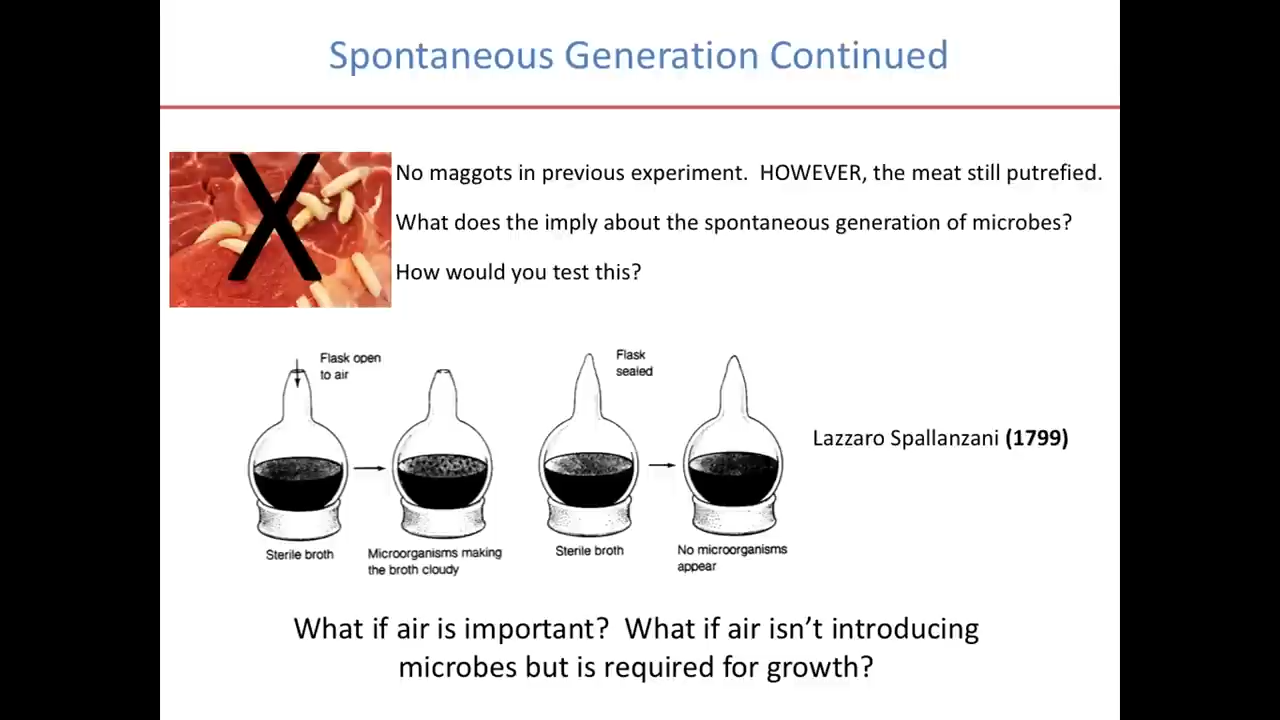 Spontaneous Generation Continued
No maggots in previous experiment.  HOWEVER, the meat still putrefied.
What does the imply about the spontaneous generation of microbes?
How would you test this?
Flask open
to air
Flask
sealed
Lazzaro Spallanzani (1799)
Sterile broth
Microorganisms making
the broth cloudy
Sterile broth
No microorganisms
appear
What if air is important?  What if air isn't introducing
microbes but is required for growth?